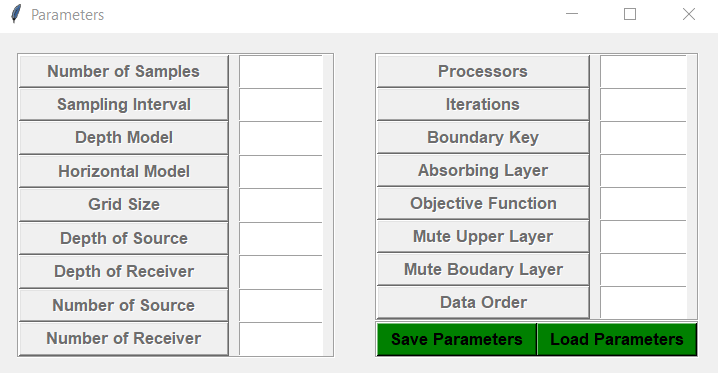 Parameters
Number of Samples
Sampling Interval
Depth Model
Horizontal Model
Grid Size
Depth of Source
Depth of Receiver
Number of Source
Number of Receiver
Processors
Iterations
Boundary Key
Absorbing Layer
Objective Function
Mute Upper Layer
Mute Boudary Layer
Data Order
Save Parameters Load Parameters